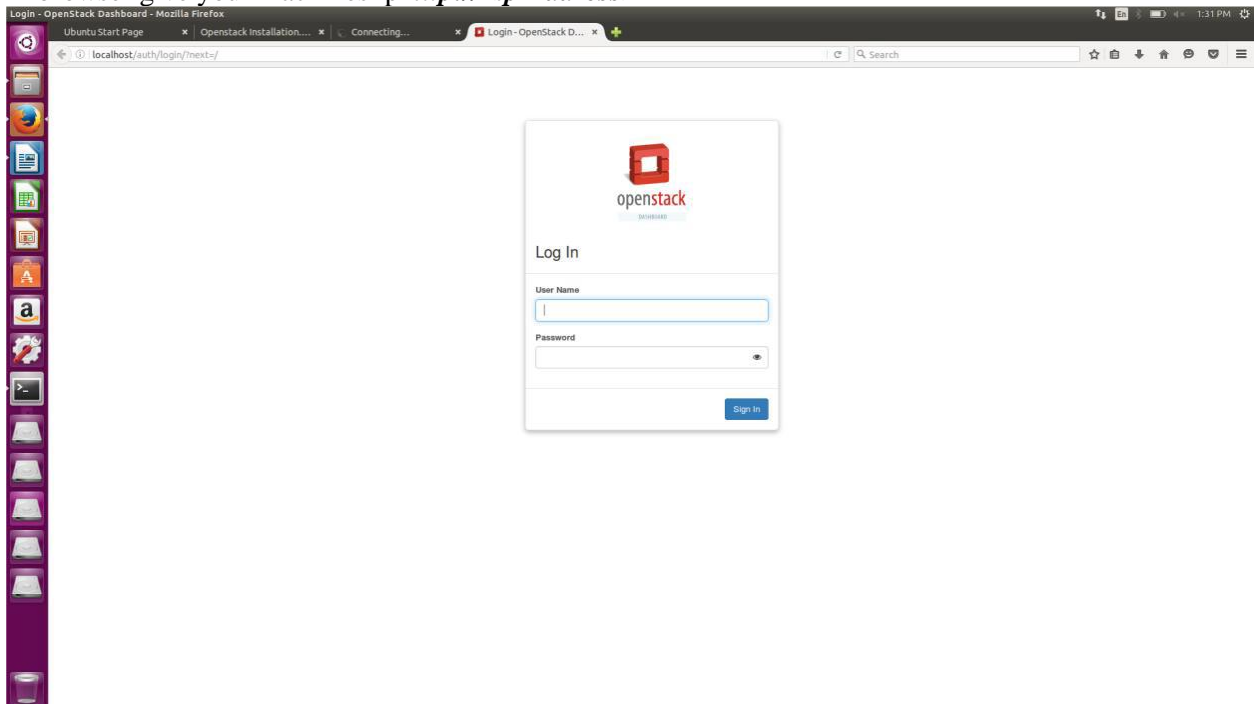 Login - OpenStack Dashboard - Mozilla Firefox
En
1:31 PM
Ubuntu Start Page
Openstack Installation....
Connecting...
Login - OpenStack D...
localhost/auth/login/?next=/
Search
openstack
DASHBOARD
Log In
User Name
Password
Sign In